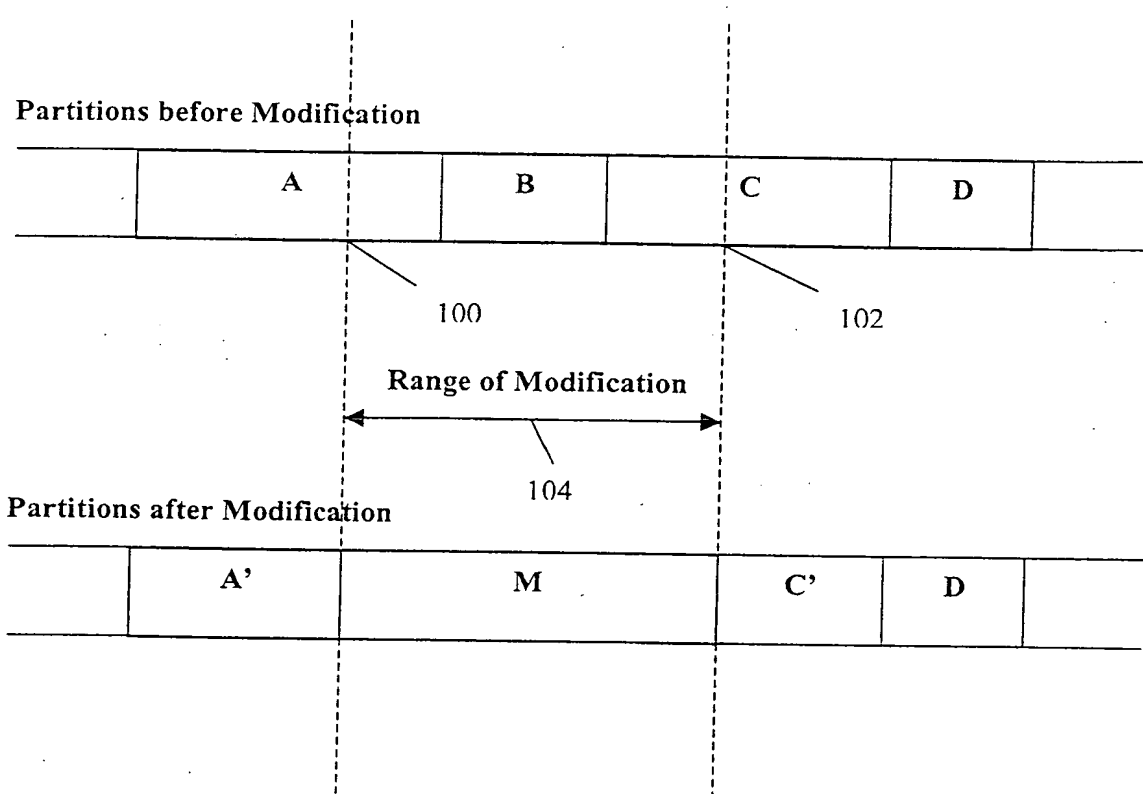 Partitions before Modification
A B C D
100 102
Range of Modification
104
Partitions after Modification
A’ M C’ D